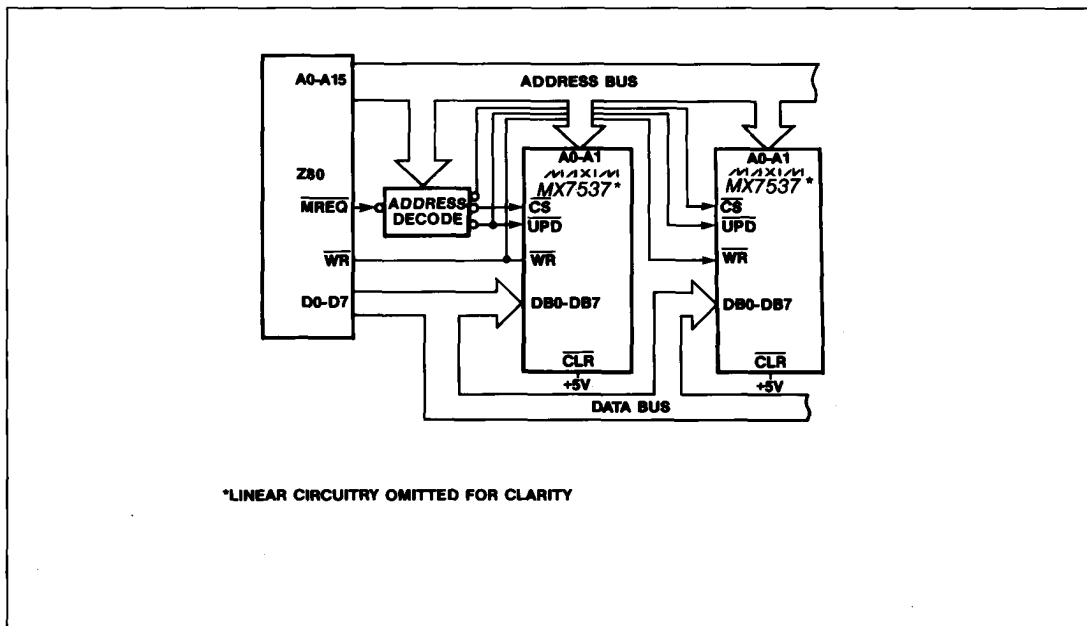 A0-A15
ADDRESS BUS
Z80
MREQ
ADDRESS
DECODE
WR
D0-D7
A0-A1
MAXIM
MX7537*
CS
UPD
WR
DB0-DB7
CLR
+5V
A0-A1
MAXIM
MX7537*
CS
UPD
WR
DB0-DB7
CLR
+5V
DATA BUS
*LINEAR CIRCUITRY OMITTED FOR CLARITY